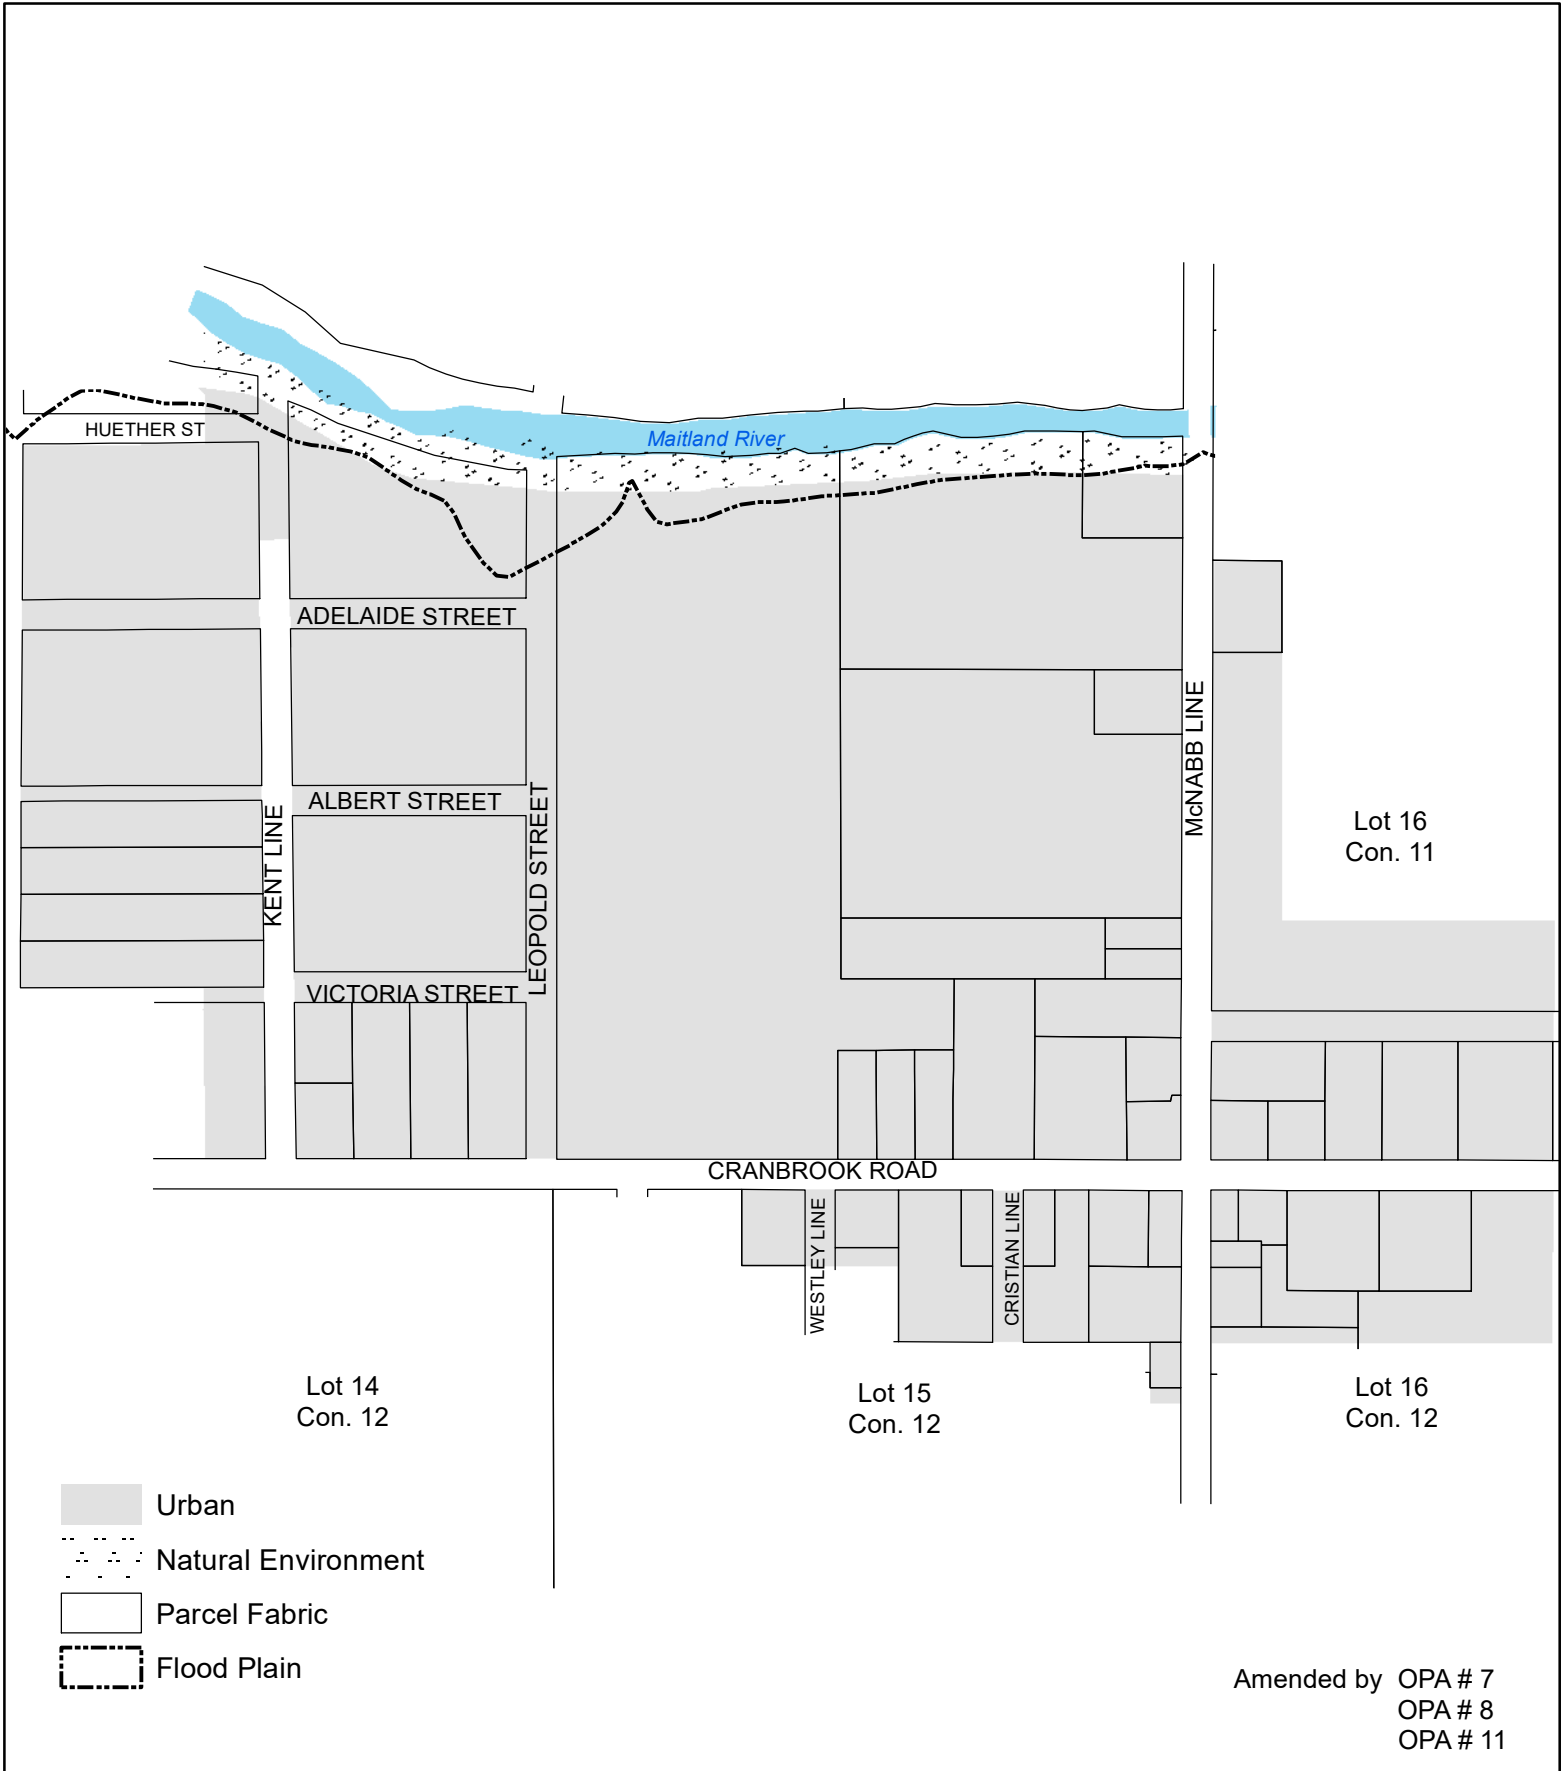 Maitland River
HUETHER ST
ADELAIDE STREET
McNABB LINE
ALBERT STREET
LEOPOLD STREET
KENT LINE
Lot 16
Con. 11
VICTORIA STREET
CRANBROOK ROAD
WESTLEY LINE
CRISTIAN LINE
Lot 14
Con. 12
Lot 15
Con. 12
Lot 16
Con. 12
Urban
Natural Environment
Parcel Fabric
Flood Plain
Amended by OPA # 7
OPA # 8
OPA # 11